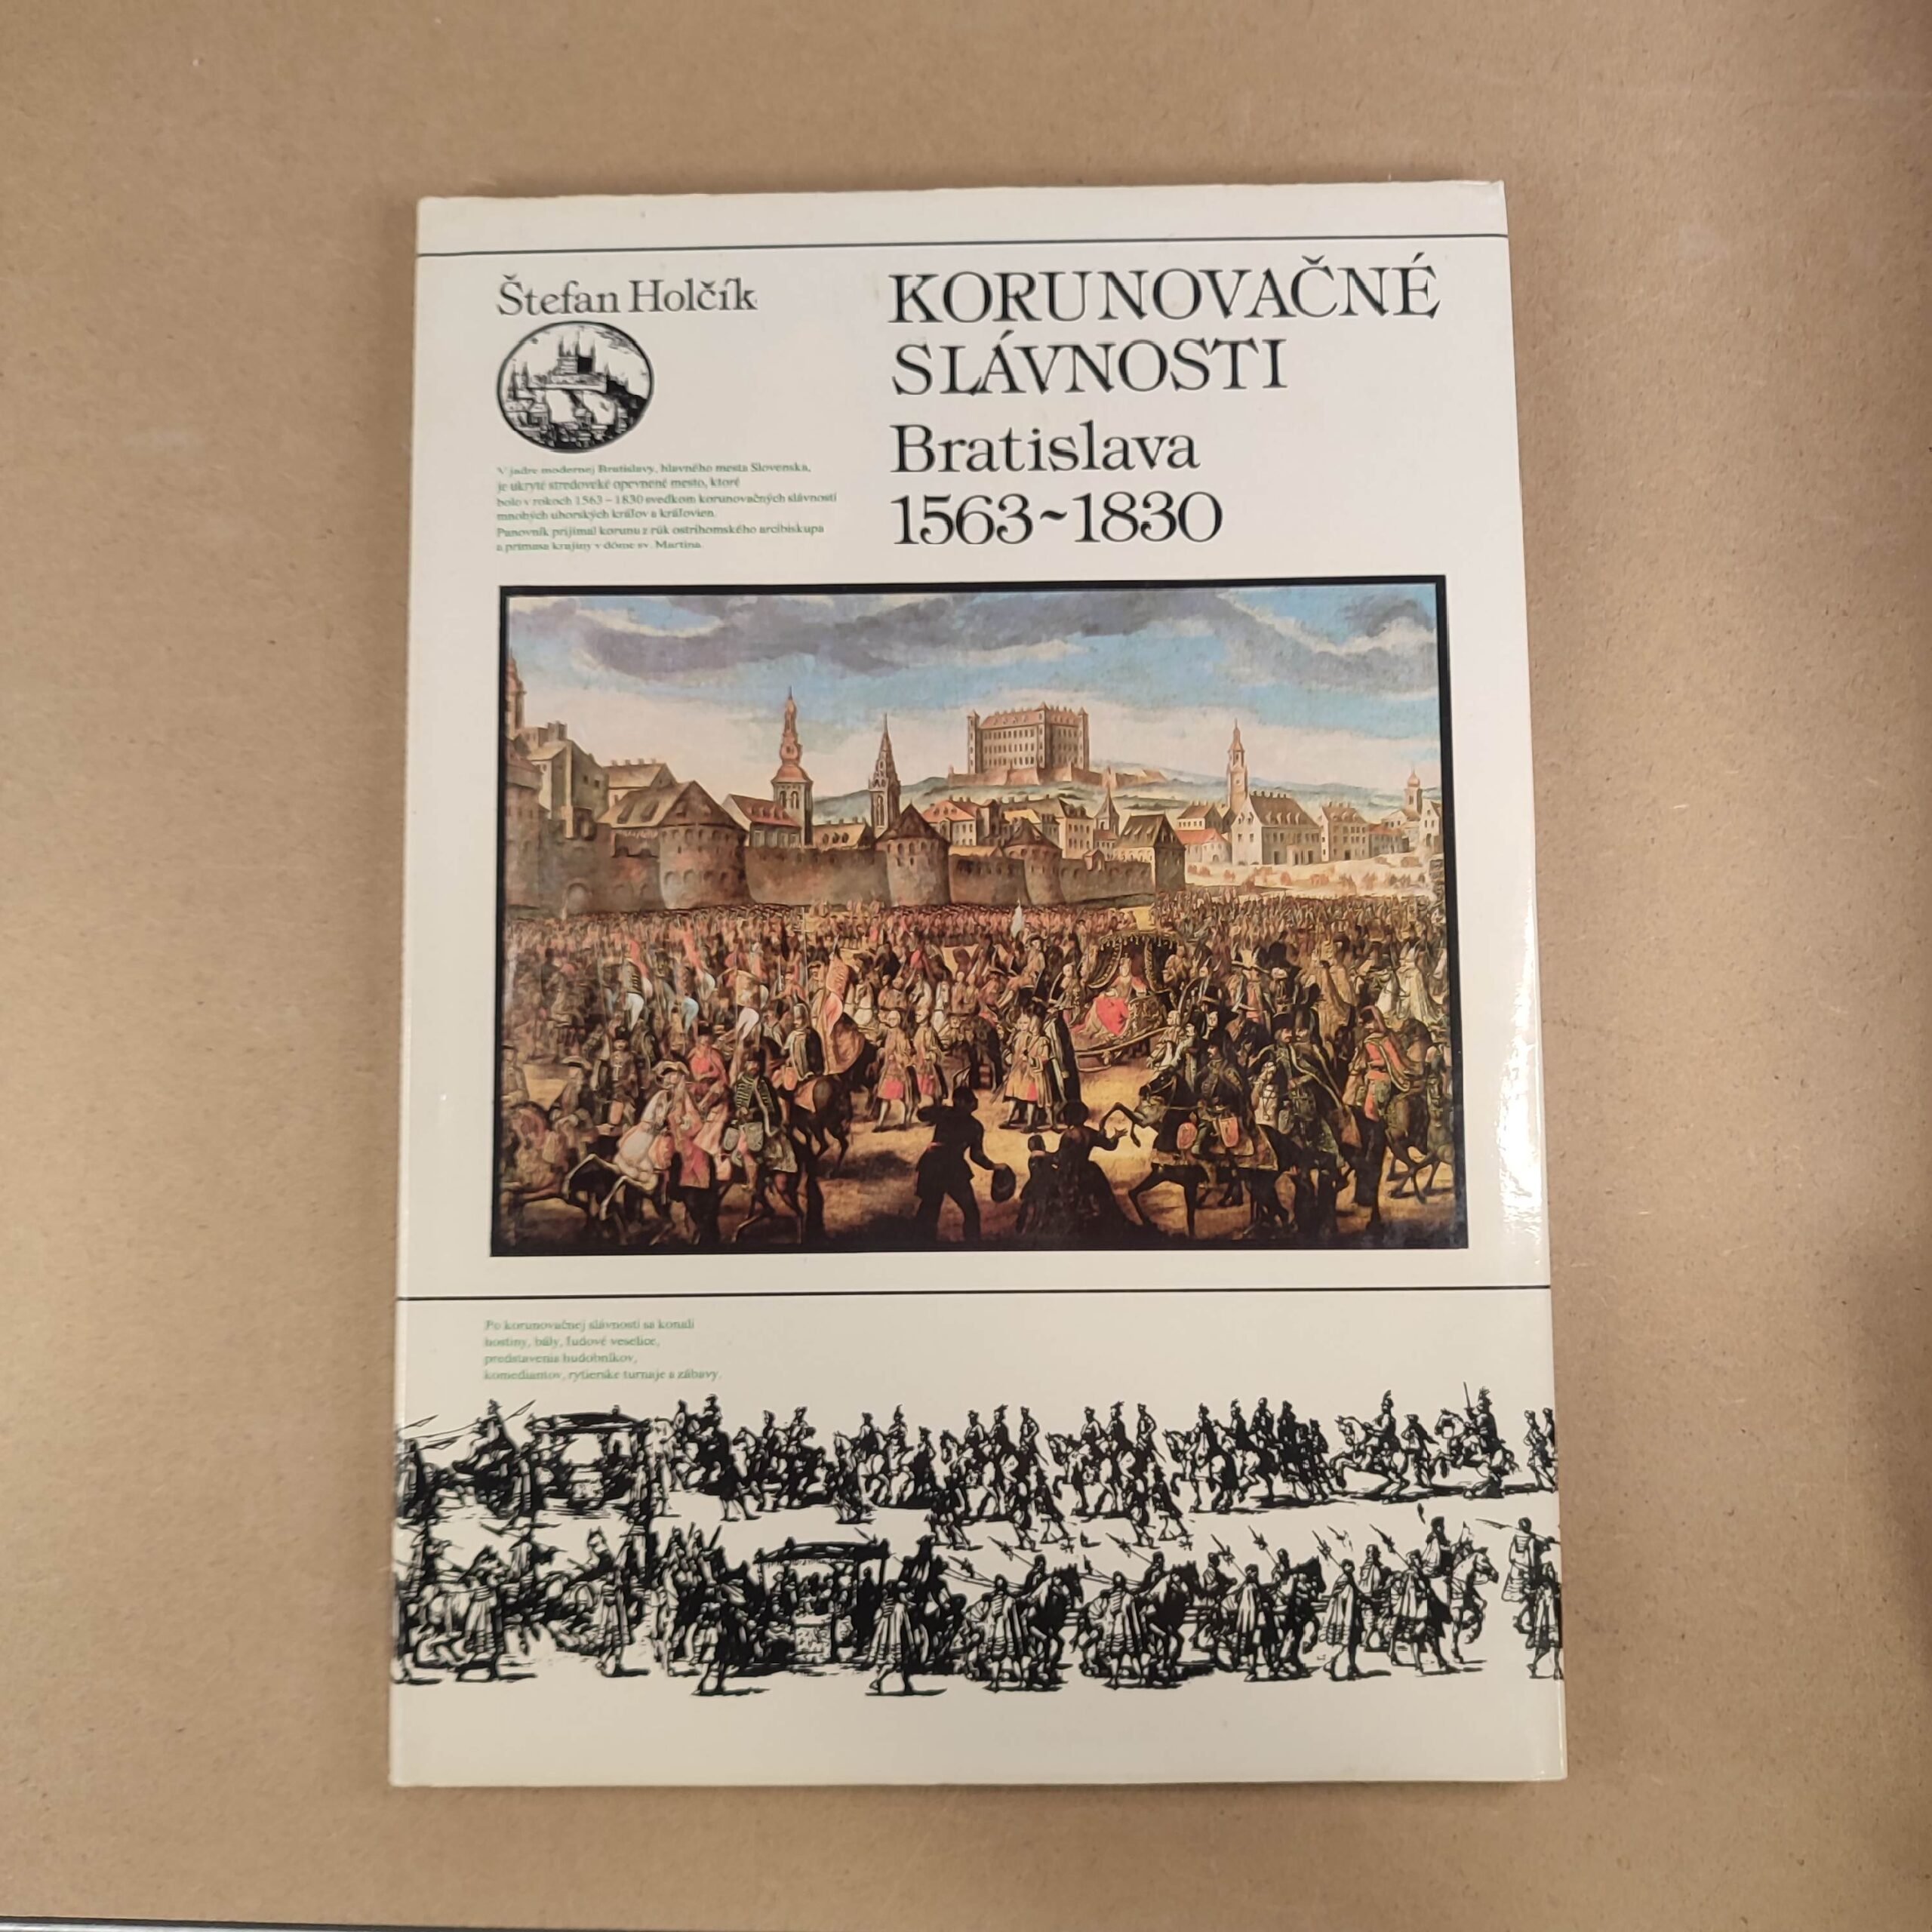 Štefan Holčík
KORUNOVAČNÉ
SLÁVNOSTI
Bratislava
1563~1830
V jadre modernej Bratislavy, hlavného mesta Slovenska,
je ukryté stredoveké opevnené mesto, ktoré
bolo v rokoch 1563 – 1830 svedkom korunovačných slávností
mnohých uhorských kráľov a kráľovien.
Panovník prijímal korunu z rúk ostrihomského arcibiskupa
a prímasa krajiny v dóme sv. Martina.
Po korunovačnej slávnosti sa konali
hostiny, bály, ľudové veselice,
predstavenia hudobníkov,
komediantov, rytierske turnaje a zábavy.